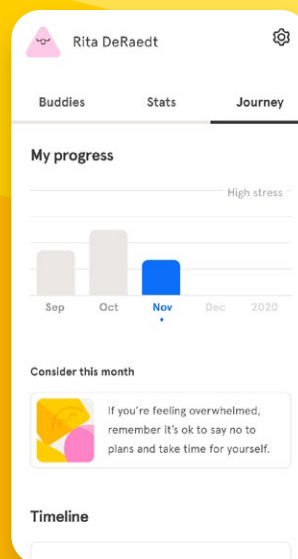 Rita DeRaedt
Buddies Stats Journey
My progress
High stress
Sep Oct Nov Dec 2020
Consider this month
If you're feeling overwhelmed,
remember it's ok to say no to
plans and take time for yourself.
Timeline